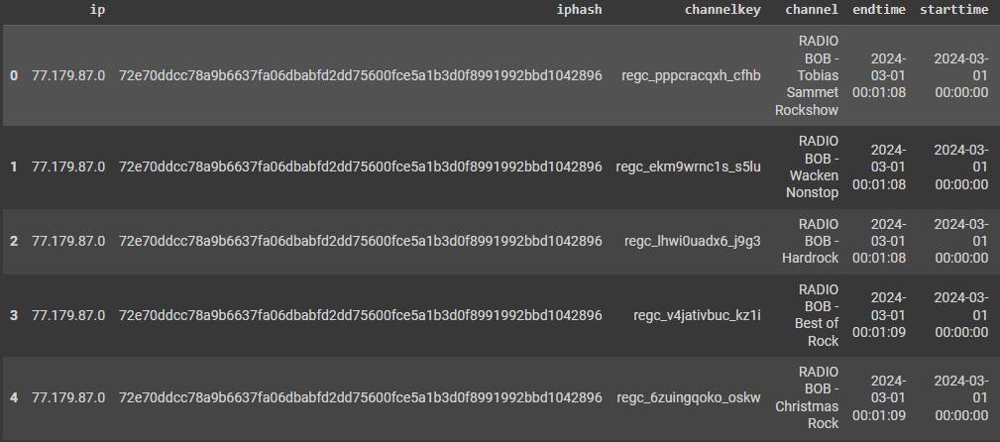 ip iphash channelkey channel endtime starttime
0 77.179.87.0 72e70ddcc78a9b6637fa06dbabfd2dd75600fce5a1b3d0f8991992bbd1042896 regc_pppcracqxh_cfhb RADIO BOB - Tobias Sammet Rockshow 2024-03-01 00:01:08 2024-03-01 00:00:00
1 77.179.87.0 72e70ddcc78a9b6637fa06dbabfd2dd75600fce5a1b3d0f8991992bbd1042896 regc_ekm9wrnc1s_s5lu RADIO BOB - Wacken Nonstop 2024-03-01 00:01:08 2024-03-01 00:00:00
2 77.179.87.0 72e70ddcc78a9b6637fa06dbabfd2dd75600fce5a1b3d0f8991992bbd1042896 regc_lhwi0uadx6_j9g3 RADIO BOB - Hardrock 2024-03-01 00:01:08 2024-03-01 00:00:00
3 77.179.87.0 72e70ddcc78a9b6637fa06dbabfd2dd75600fce5a1b3d0f8991992bbd1042896 regc_v4jativbuc_kz1i RADIO BOB - Best of Rock 2024-03-01 00:01:09 2024-03-01 00:00:00
4 77.179.87.0 72e70ddcc78a9b6637fa06dbabfd2dd75600fce5a1b3d0f8991992bbd1042896 regc_6zuingqoko_oskw RADIO BOB - Christmas Rock 2024-03-01 00:01:09 2024-03-01 00:00:00